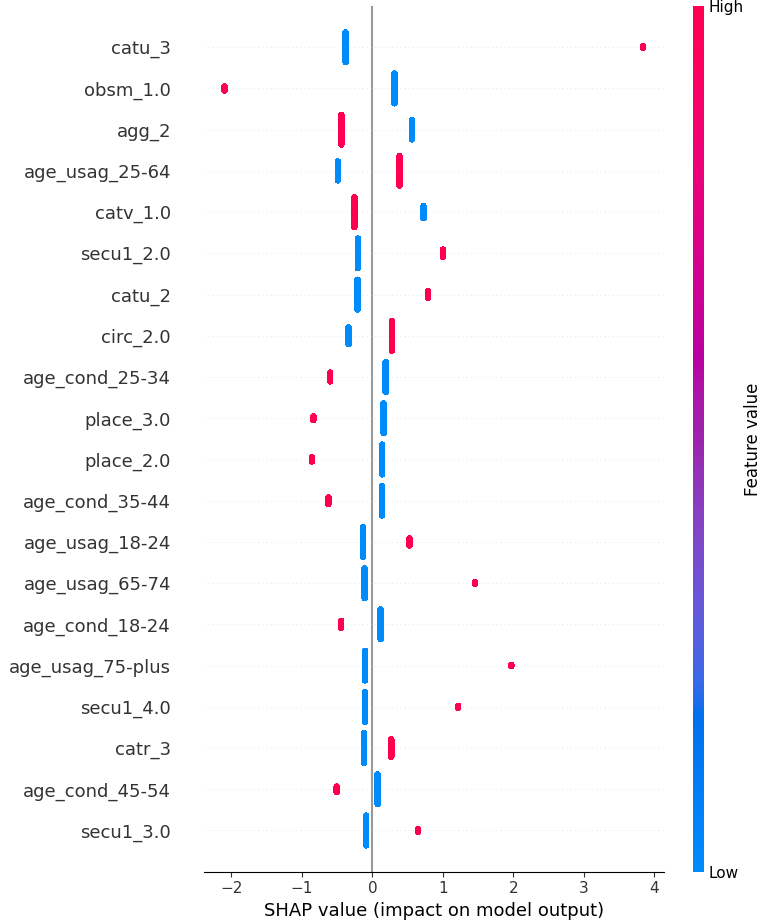 High
catu_3
obsm_1.0
agg_2
age_usag_25-64
catv_1.0
secu1_2.0
catu_2
circ_2.0
age_cond_25-34
place_3.0
place_2.0
age_cond_35-44
age_usag_18-24
age_usag_65-74
age_cond_18-24
age_usag_75-plus
secu1_4.0
catr_3
age_cond_45-54
secu1_3.0
Feature value
Low
−2 −1 0 1 2 3 4
SHAP value (impact on model output)